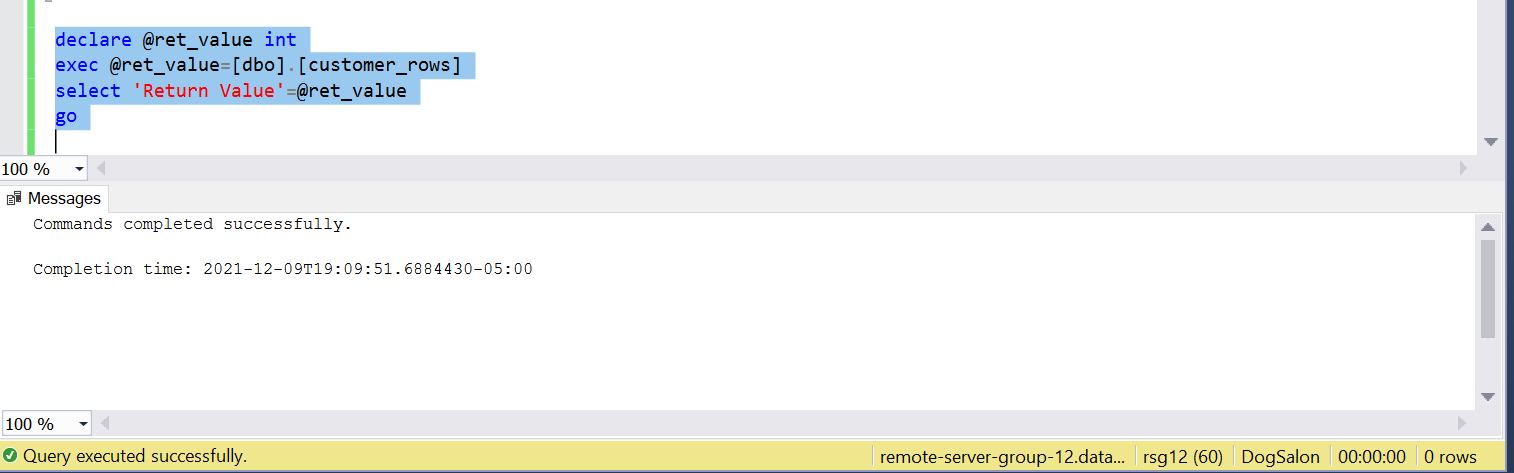 declare @ret_value int
exec @ret_value=[dbo].[customer_rows]
select 'Return Value'=@ret_value
go
100 %
Messages
Commands completed successfully.
Completion time: 2021-12-09T19:09:51.6884430-05:00
100 %
Query executed successfully. remote-server-group-12.data... rsg12 (60) DogSalon 00:00:00 0 rows